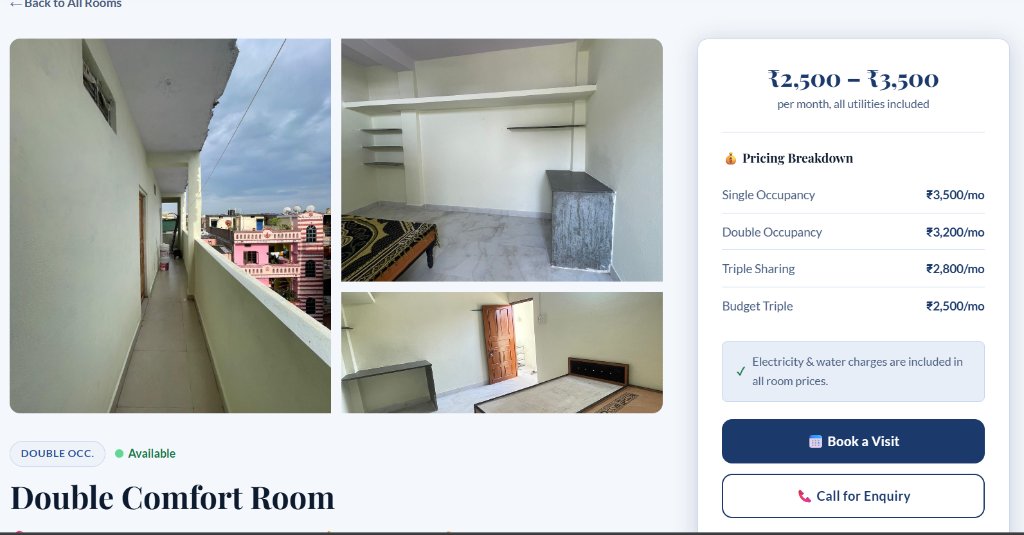 ← Back to All Rooms
₹2,500 – ₹3,500
per month, all utilities included
Pricing Breakdown
Single Occupancy ₹3,500/mo
Double Occupancy ₹3,200/mo
Triple Sharing ₹2,800/mo
Budget Triple ₹2,500/mo
✓ Electricity & water charges are included in
all room prices.
Book a Visit
Call for Enquiry
DOUBLE OCC. Available
Double Comfort Room